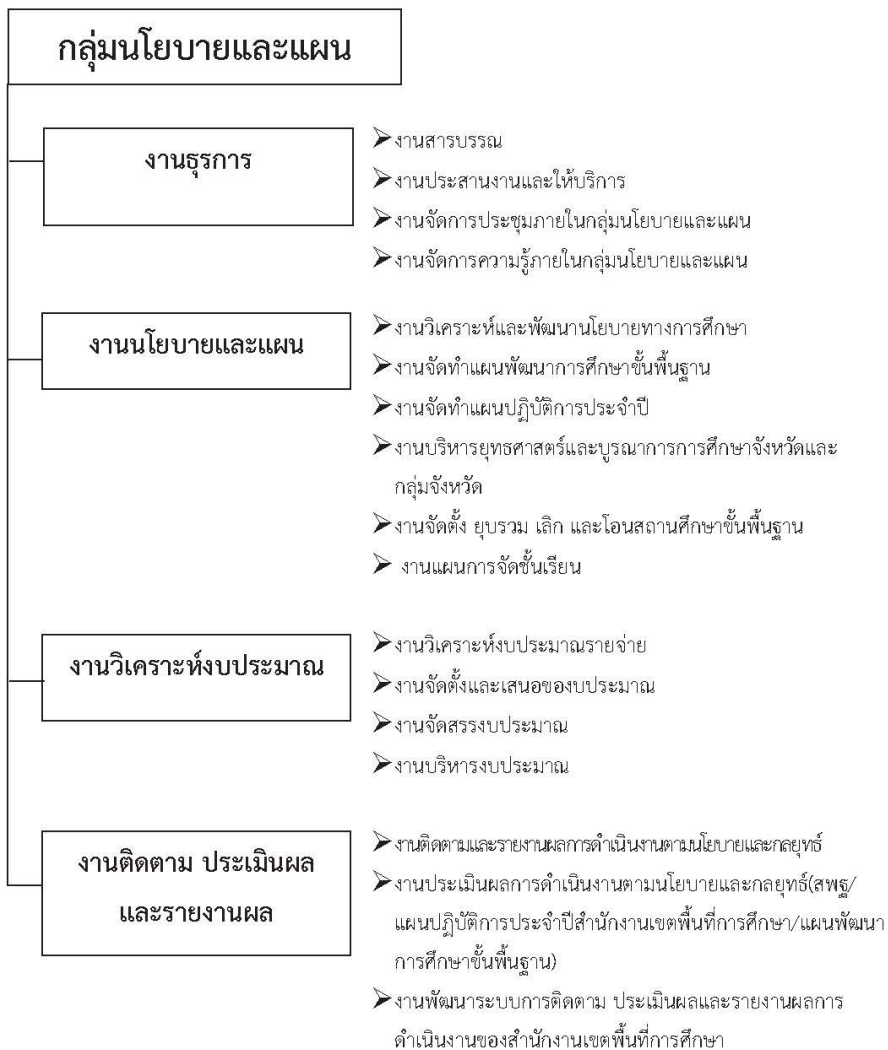 กลุ่มนโยบายและแผน
งานธุรการ
➢งานสารบรรณ
➢งานประสานงานและให้บริการ
➢งานจัดการประชุมภายในกลุ่มนโยบายและแผน
➢งานจัดการความรู้ภายในกลุ่มนโยบายและแผน
งานนโยบายและแผน
➢งานวิเคราะห์และพัฒนานโยบายทางการศึกษา
➢งานจัดทำแผนพัฒนาการศึกษาขั้นพื้นฐาน
➢งานจัดทำแผนปฏิบัติการประจำปี
➢งานบริหารยุทธศาสตร์และบูรณาการการศึกษาจังหวัดและ
กลุ่มจังหวัด
➢งานจัดตั้ง ยุบรวม เลิก และโอนสถานศึกษาขั้นพื้นฐาน
➢ งานแผนการจัดชั้นเรียน
งานวิเคราะห์งบประมาณ
➢งานวิเคราะห์งบประมาณรายจ่าย
➢งานจัดตั้งและเสนอของบประมาณ
➢งานจัดสรรงบประมาณ
➢งานบริหารงบประมาณ
งานติดตาม ประเมินผล
และรายงานผล
➢งานติดตามและรายงานผลการดำเนินงานตามนโยบายและกลยุทธ์
➢งานประเมินผลการดำเนินงานตามนโยบายและกลยุทธ์(สพฐ/
แผนปฏิบัติการประจำปีสำนักงานเขตพื้นที่การศึกษา/แผนพัฒนา
การศึกษาขั้นพื้นฐาน)
➢งานพัฒนาระบบการติดตาม ประเมินผลและรายงานผลการ
ดำเนินงานของสำนักงานเขตพื้นที่การศึกษา